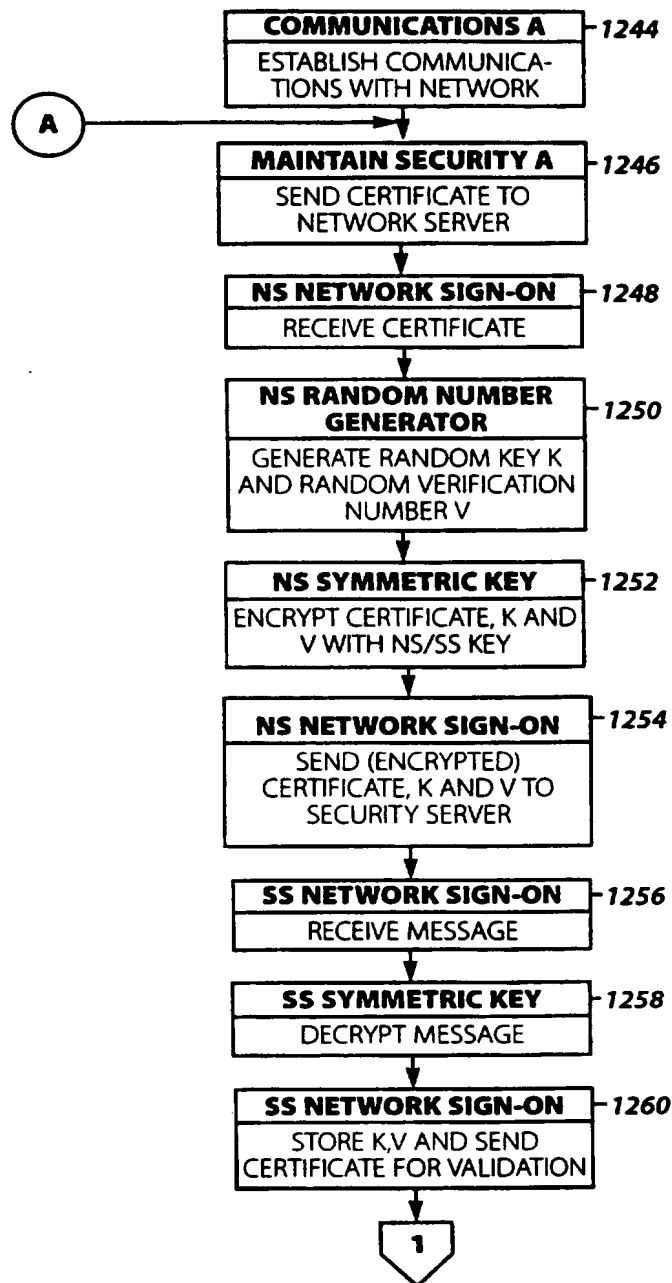 COMMUNICATIONS A
1244
ESTABLISH COMMUNICA-
TIONS WITH NETWORK
A
MAINTAIN SECURITY A
1246
SEND CERTIFICATE TO
NETWORK SERVER
NS NETWORK SIGN-ON
1248
RECEIVE CERTIFICATE
NS RANDOM NUMBER
GENERATOR
1250
GENERATE RANDOM KEY K
AND RANDOM VERIFICATION
NUMBER V
NS SYMMETRIC KEY
1252
ENCRYPT CERTIFICATE, K AND
V WITH NS/SS KEY
NS NETWORK SIGN-ON
1254
SEND (ENCRYPTED)
CERTIFICATE, K AND V TO
SECURITY SERVER
SS NETWORK SIGN-ON
1256
RECEIVE MESSAGE
SS SYMMETRIC KEY
1258
DECRYPT MESSAGE
SS NETWORK SIGN-ON
1260
STORE K,V AND SEND
CERTIFICATE FOR VALIDATION
1